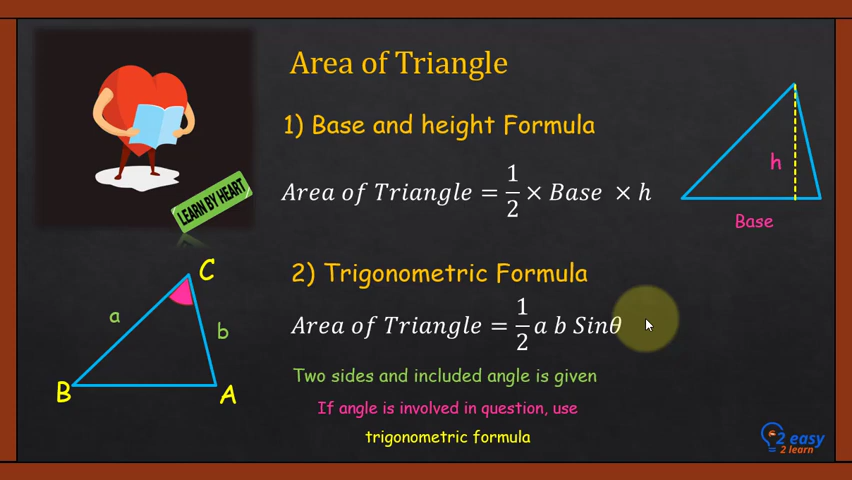 Area of Triangle
1) Base and height Formula
Area of Triangle = 1/2 × Base × h
LEARN BY HEART
h
Base
2) Trigonometric Formula
Area of Triangle = 1/2 a b Sinθ
C
a
b
B
A
Two sides and included angle is given
If angle is involved in question, use
trigonometric formula
2 easy
2 learn